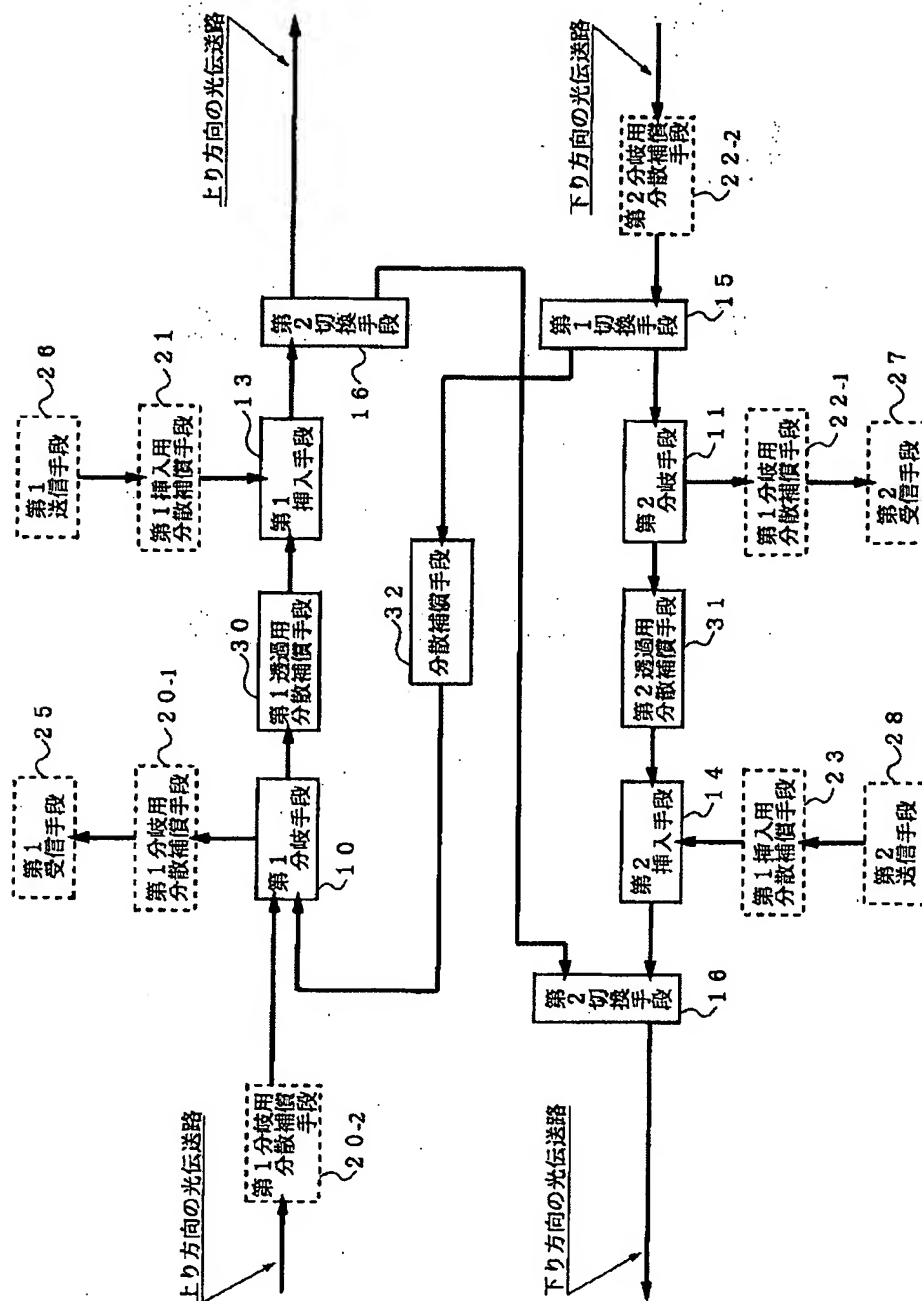 上り方向の光伝送路
第1分岐用
分散補償
手段
20-2
第1
受信手段
25
第1分岐用
分散補償手段
20-1
第1
分岐手段
10
第1透過用
分散補償手段
30
第1
送信手段
26
第1挿入用
分散補償手段
21
第1
挿入手段
13
第2
切換手段
16
上り方向の光伝送路
分散補償手段
32
下り方向の光伝送路
第2
切換手段
16
第2
挿入手段
14
第1挿入用
分散補償手段
23
第2
送信手段
28
第2透過用
分散補償手段
31
第2
分岐手段
11
第1分岐用
分散補償手段
22-1
第2
受信手段
27
第1
切換手段
15
第2分岐用
分散補償
手段
22-2
下り方向の光伝送路